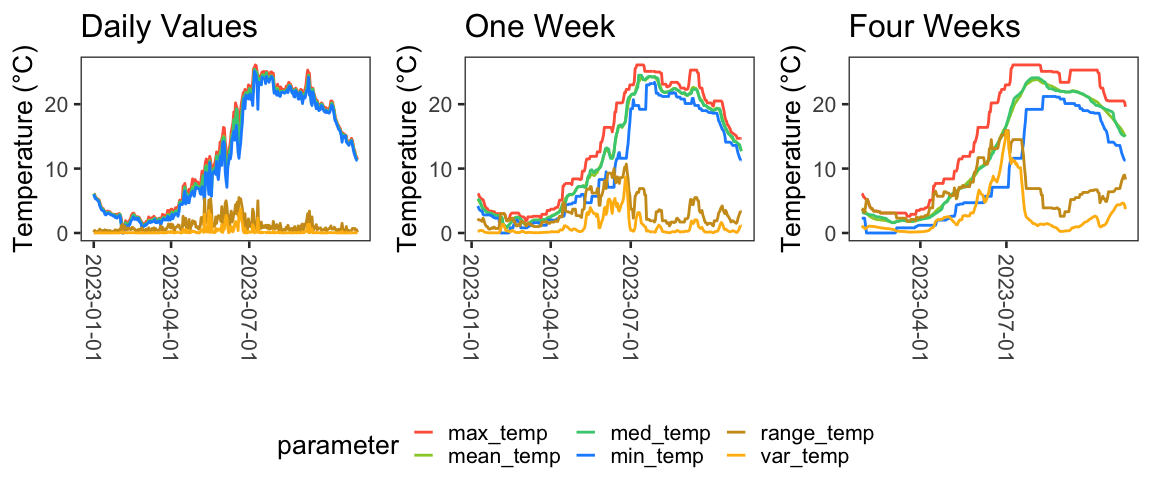 Daily Values
One Week
Four Weeks
Temperature (°C)
20
10
0
2023-01-01
2023-04-01
2023-07-01
Temperature (°C)
20
10
0
2023-01-01
2023-04-01
2023-07-01
Temperature (°C)
20
10
0
2023-04-01
2023-07-01
parameter
max_temp
med_temp
range_temp
mean_temp
min_temp
var_temp